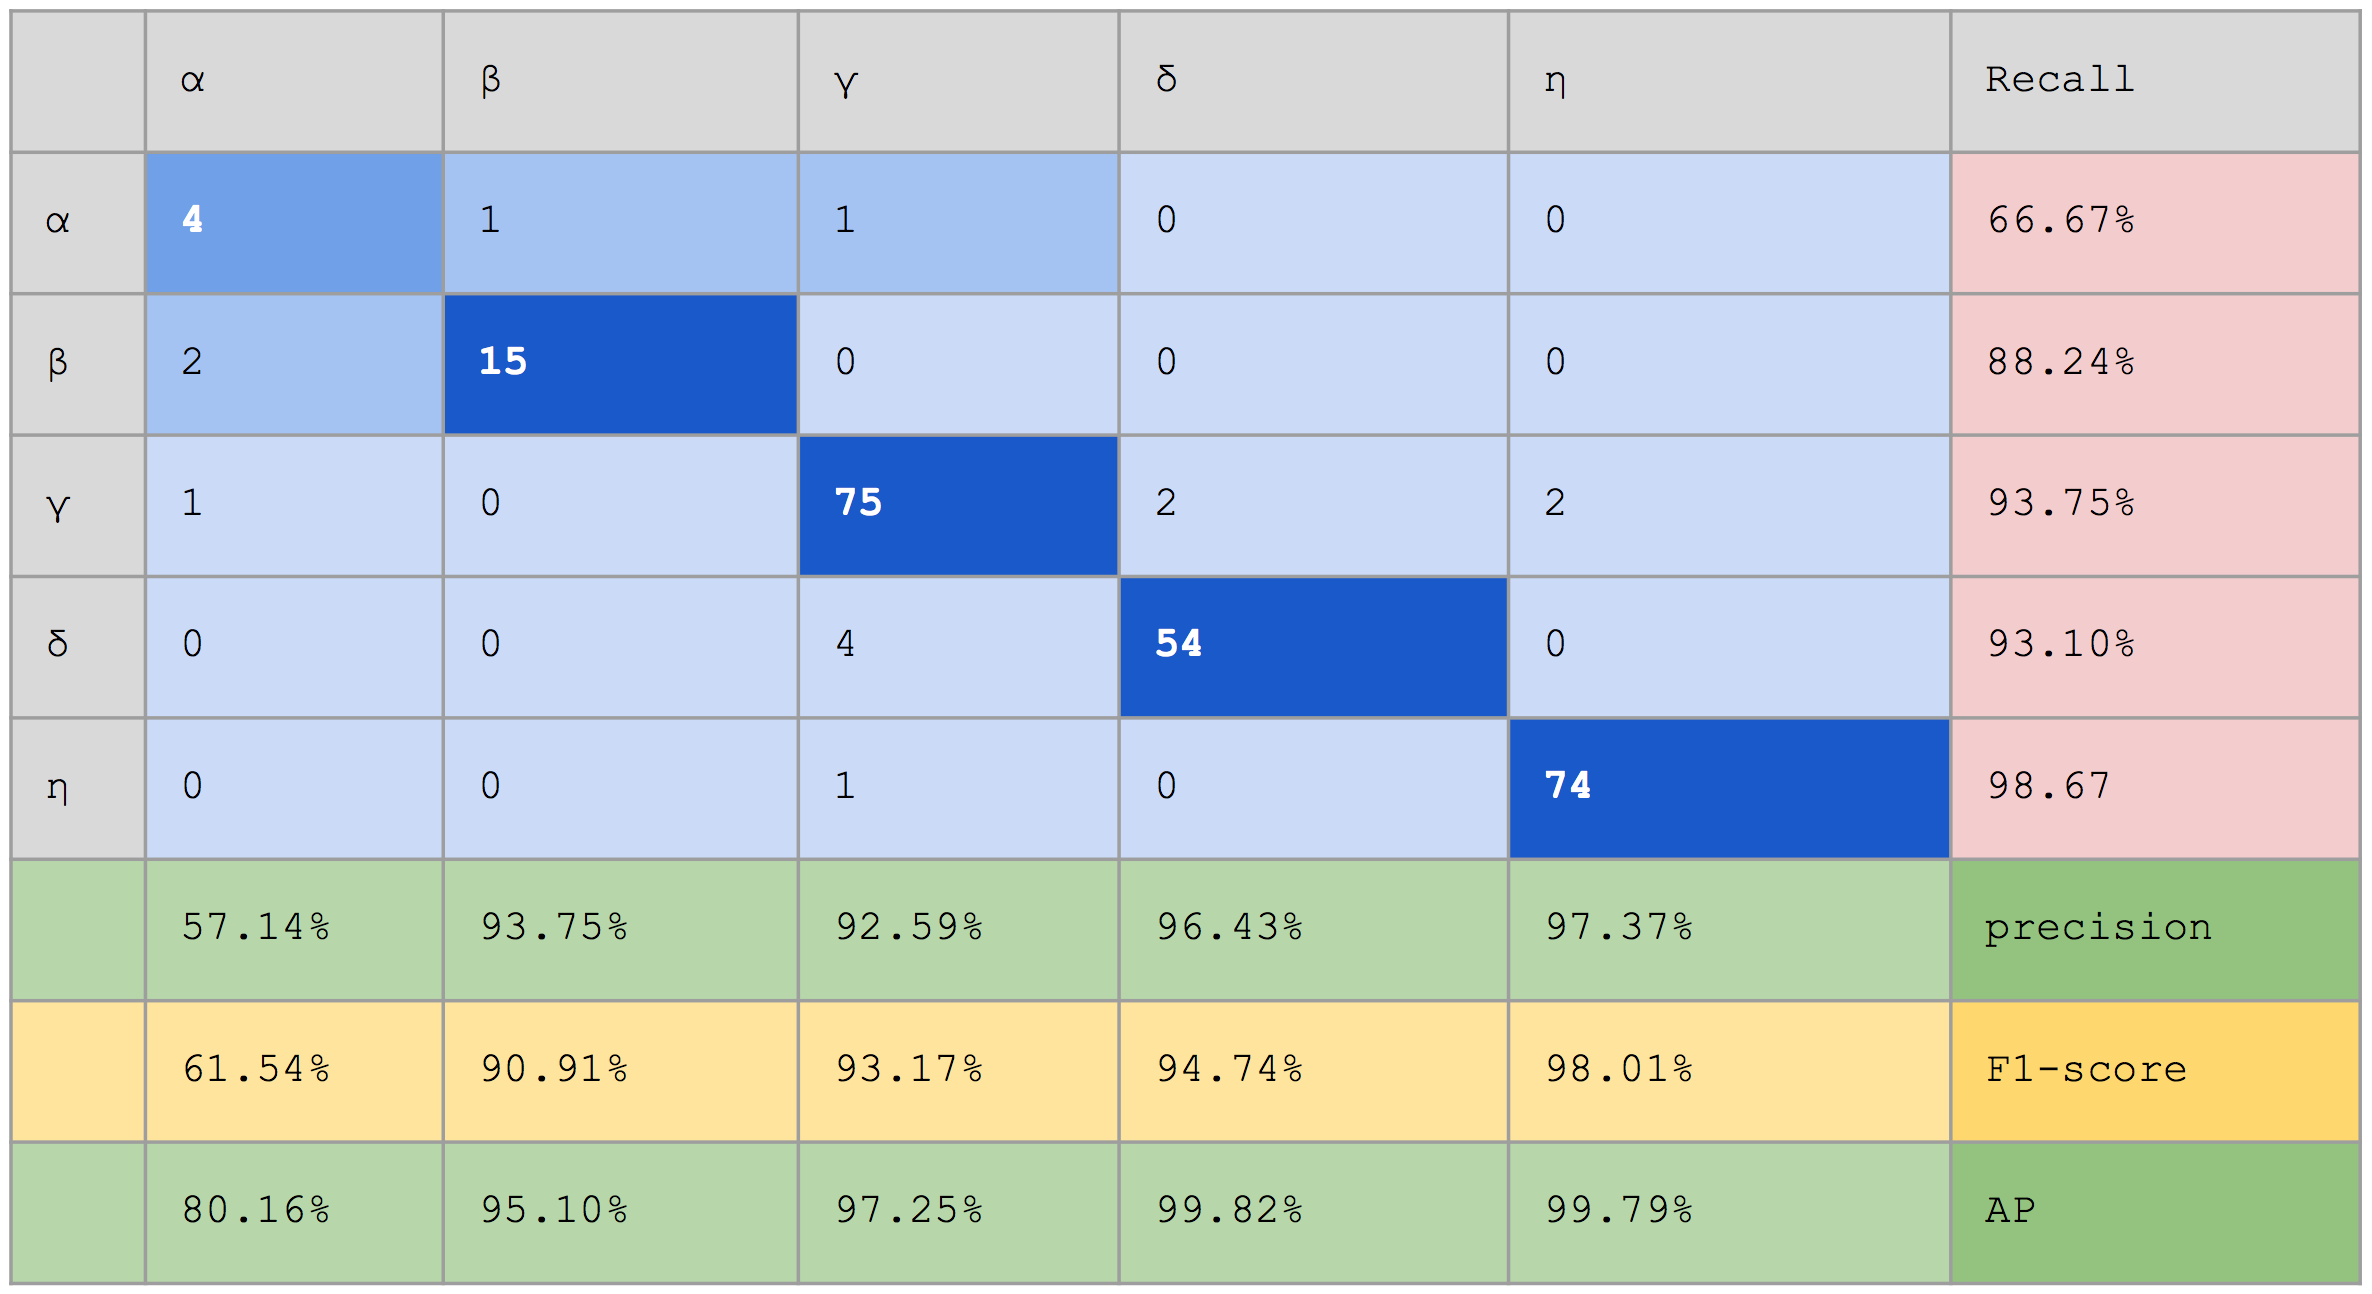 α β γ δ η Recall
α 4 1 1 0 0 66.67%
β 2 15 0 0 0 88.24%
γ 1 0 75 2 2 93.75%
δ 0 0 4 54 0 93.10%
η 0 0 1 0 74 98.67
57.14% 93.75% 92.59% 96.43% 97.37% precision
61.54% 90.91% 93.17% 94.74% 98.01% F1-score
80.16% 95.10% 97.25% 99.82% 99.79% AP